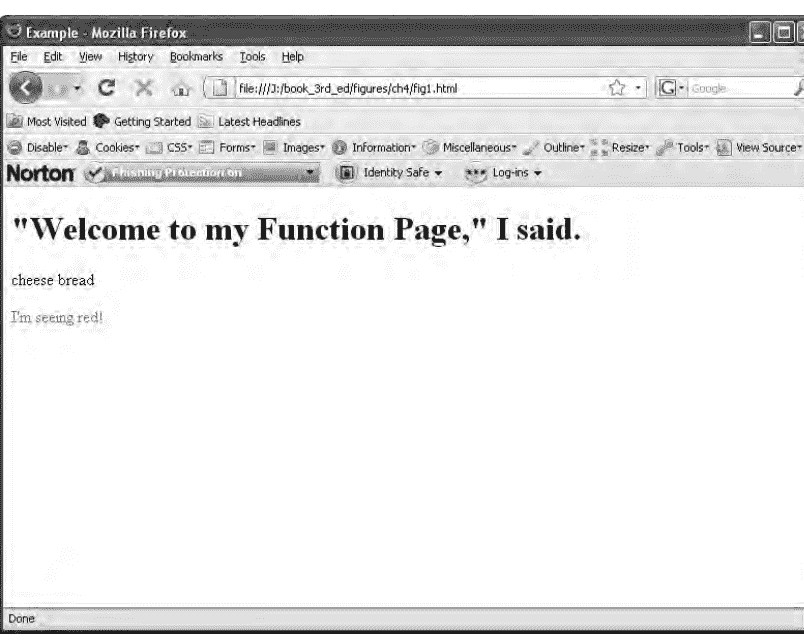 Example - Mozilla Firefox
File Edit View History Bookmarks Tools Help
file:///J:/book_3rd_ed/figures/ch4/fig1.html G Google
Most Visited Getting Started Latest Headlines
Disable Cookies CSS Forms Images Information Miscellaneous Outline Resize Tools View Source
Norton Phishing Protection on Identity Safe Log-ins
"Welcome to my Function Page," I said.
cheese bread
I'm seeing red!
Done